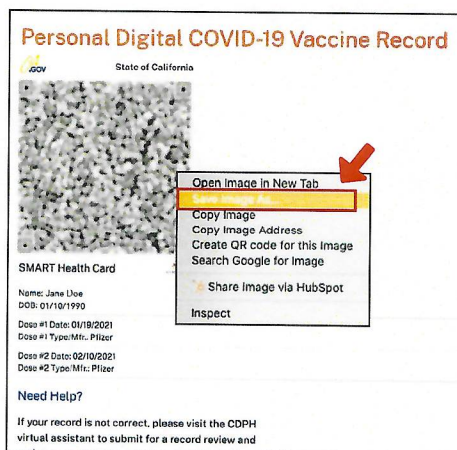 Personal Digital COVID-19 Vaccine Record
.GOV
State of California
Open Image in New Tab
Save Image As...
Copy Image
Copy Image Address
Create QR code for this Image
Search Google for Image
Share Image via HubSpot
Inspect
SMART Health Card
Name: Jane Doe
DOB: 01/10/1990
Dose #1 Date: 01/19/2021
Dose #1 Type/Mfr.: Pfizer
Dose #2 Date: 02/10/2021
Dose #2 Type/Mfr.: Pfizer
Need Help?
If your record is not correct, please visit the CDPH
virtual assistant to submit for a record review and